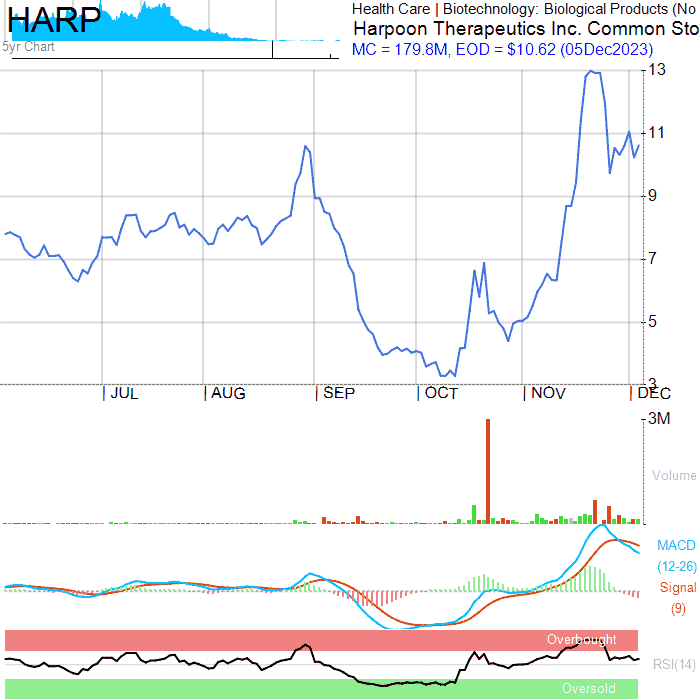 HARP
5yr Chart
Health Care | Biotechnology: Biological Products (No
Harpoon Therapeutics Inc. Common Sto
MC = 179.8M, EOD = $10.62 (05Dec2023)
13
11
9
7
5
3
JUL AUG SEP OCT NOV DEC
3M
Volume
MACD
(12-26)
Signal
(9)
Overbought
RSI(14)
Oversold